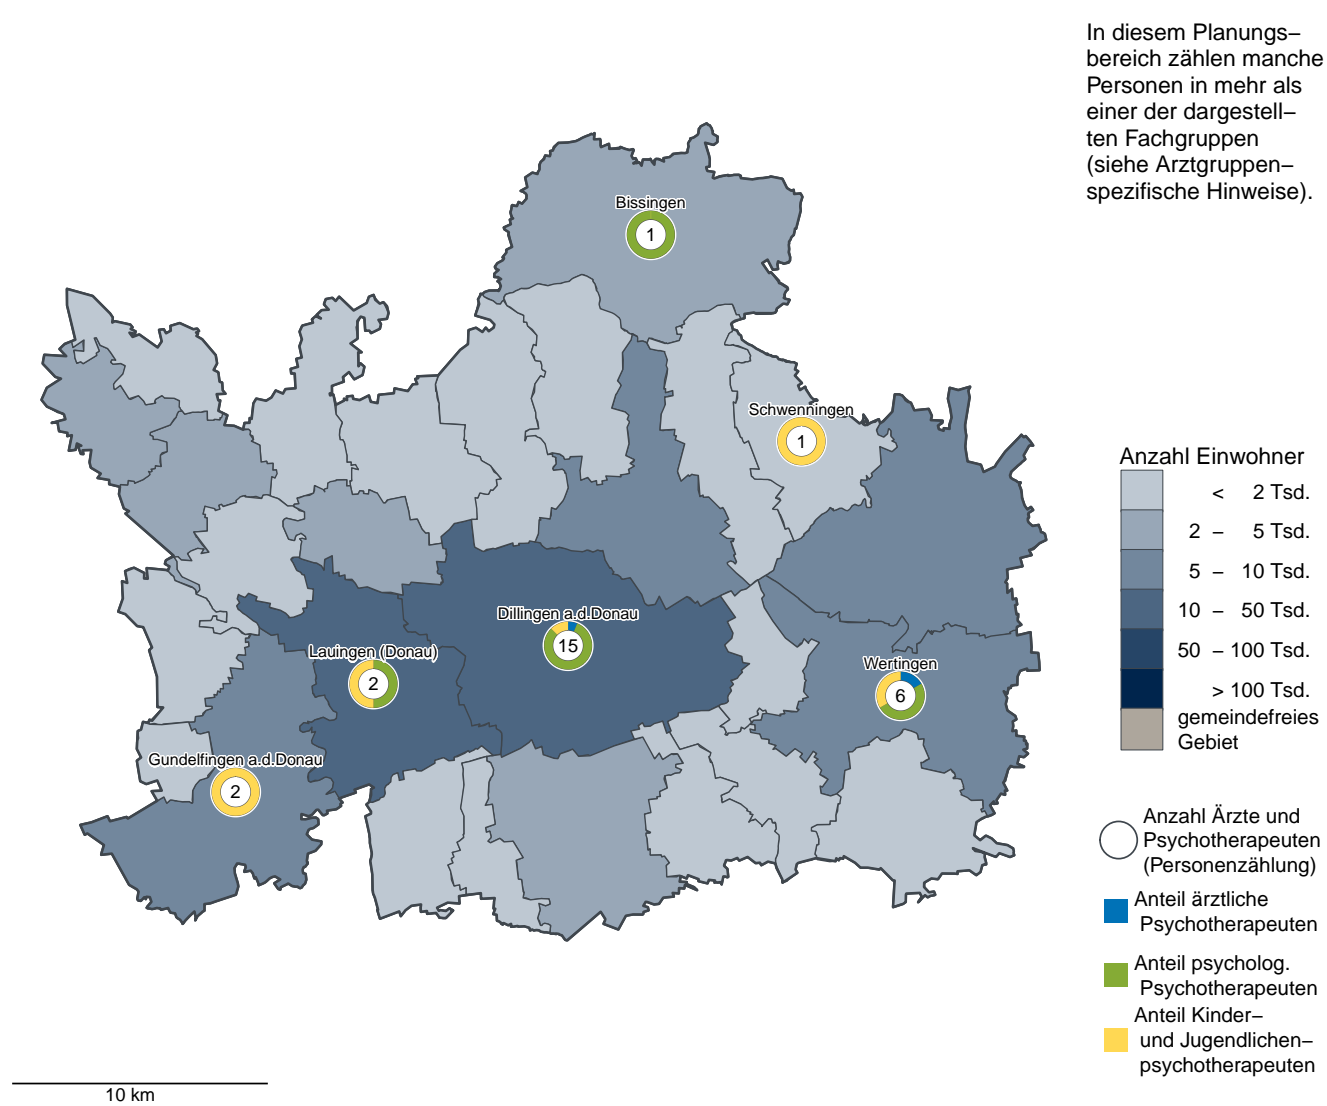 In diesem Planungs–
bereich zählen manche
Personen in mehr als
einer der dargestell–
ten Fachgruppen
(siehe Arztgruppen–
spezifische Hinweise).
Bissingen
1
Schwenningen
1
Dillingen a.d.Donau
15
Lauingen (Donau)
2
Wertingen
6
Gundelfingen a.d.Donau
2
Anzahl Einwohner
< 2 Tsd.
2 – 5 Tsd.
5 – 10 Tsd.
10 – 50 Tsd.
50 – 100 Tsd.
> 100 Tsd.
gemeindefreies
Gebiet
Anzahl Ärzte und
Psychotherapeuten
(Personenzählung)
Anteil ärztliche
Psychotherapeuten
Anteil psycholog.
Psychotherapeuten
Anteil Kinder–
und Jugendlichen–
psychotherapeuten
10 km